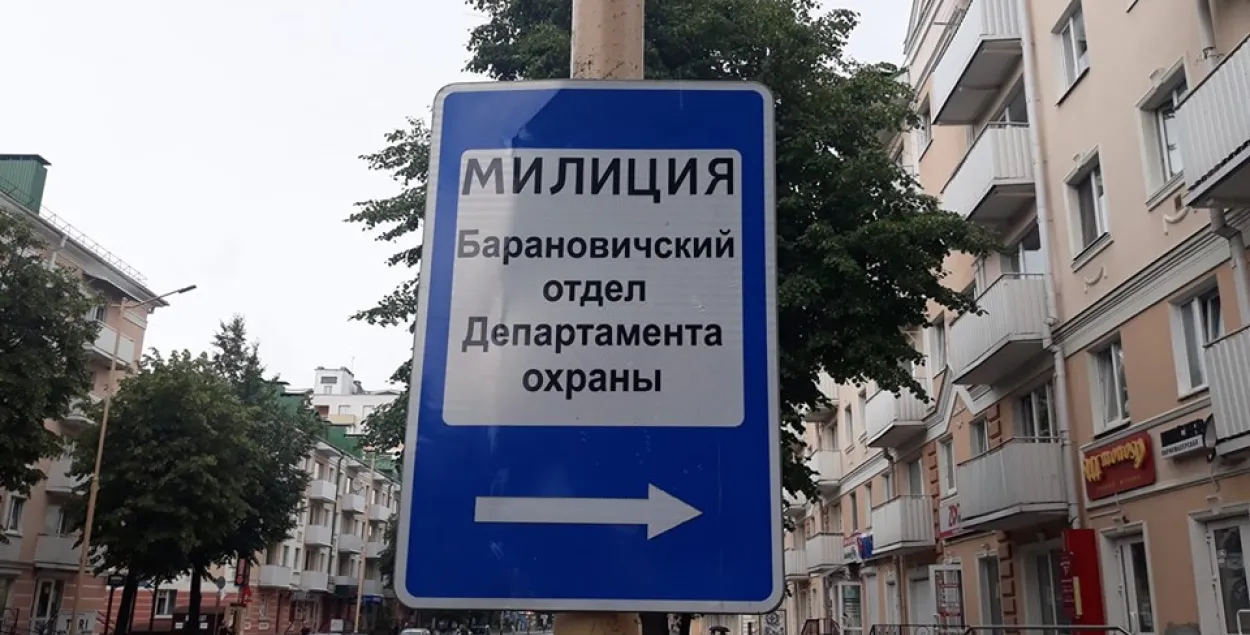 МИЛИЦИЯ
Барановичский
отдел
Департамента
охраны